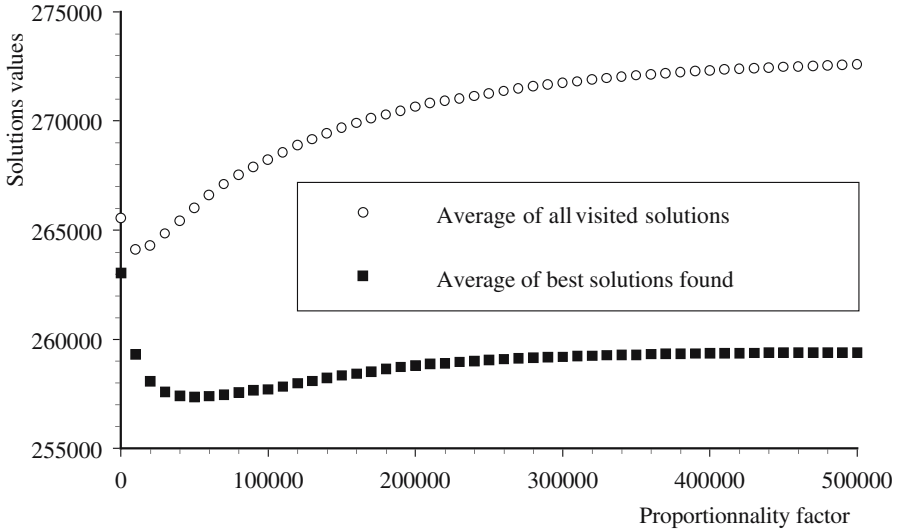 Solutions values
275000
270000
265000
260000
255000
Average of all visited solutions
Average of best solutions found
0 100000 200000 300000 400000 500000
Proportionnality factor